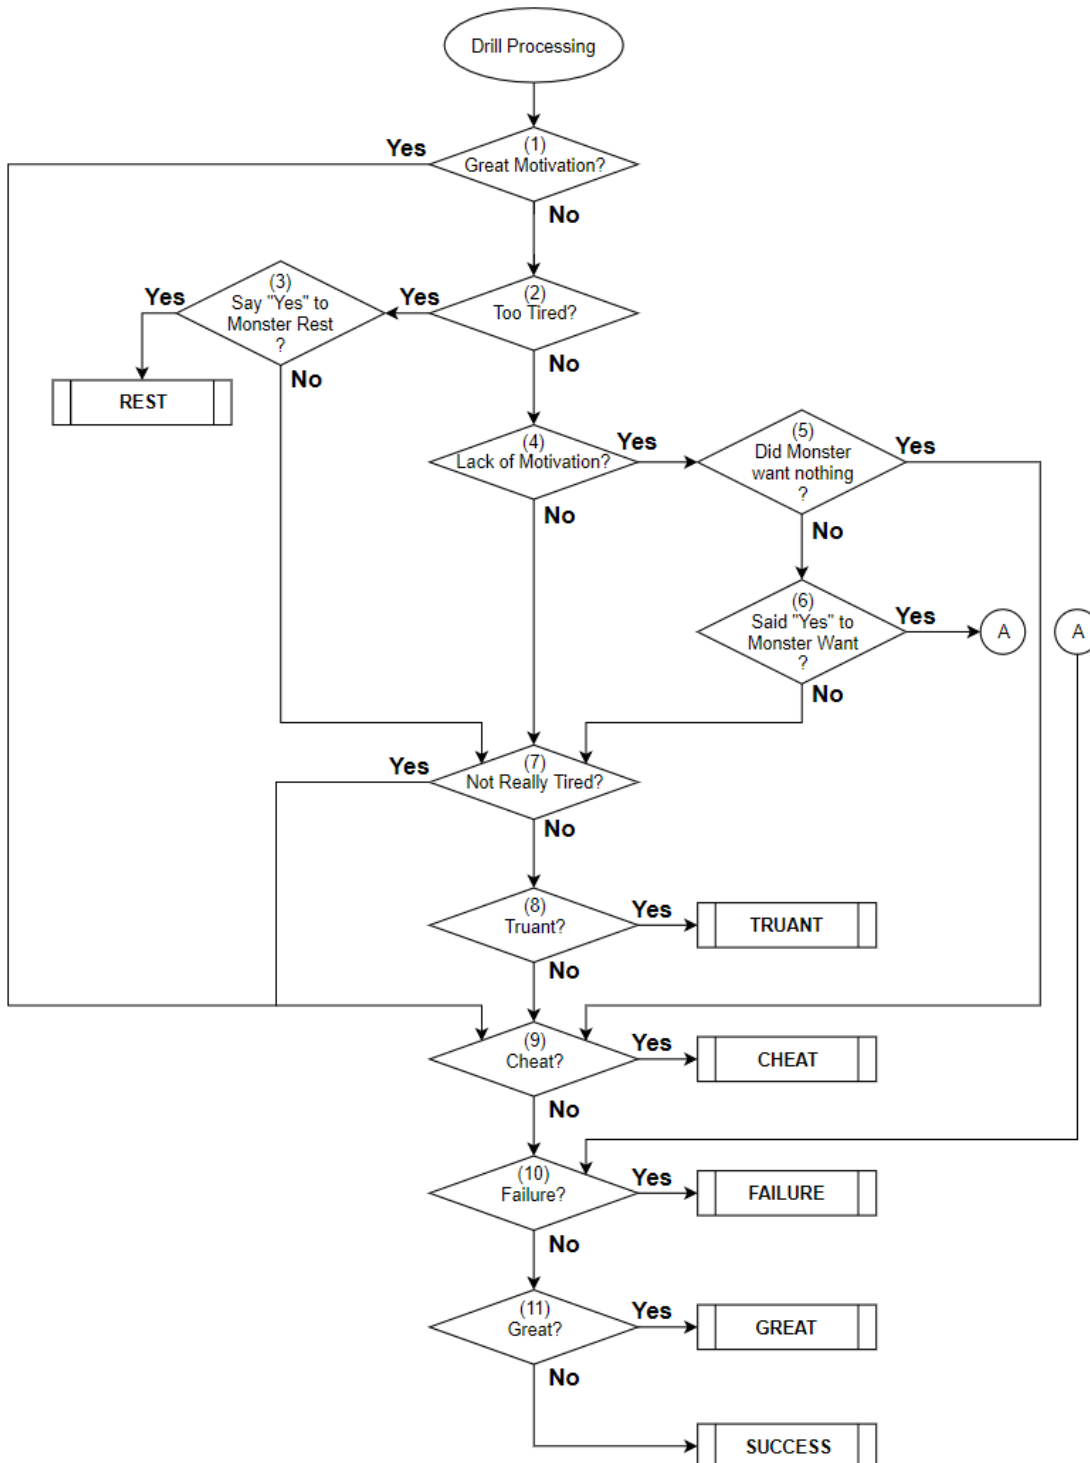 Drill Processing
(1)
Great Motivation?
Yes
No
(2)
Too Tired?
Yes
No
(3)
Say "Yes" to
Monster Rest
?
Yes
No
REST
(4)
Lack of Motivation?
Yes
No
(5)
Did Monster
want nothing
?
Yes
No
(6)
Said "Yes" to
Monster Want
?
Yes
No
A
A
(7)
Not Really Tired?
Yes
No
(8)
Truant?
Yes
No
TRUANT
(9)
Cheat?
Yes
No
CHEAT
(10)
Failure?
Yes
No
FAILURE
(11)
Great?
Yes
No
GREAT
SUCCESS